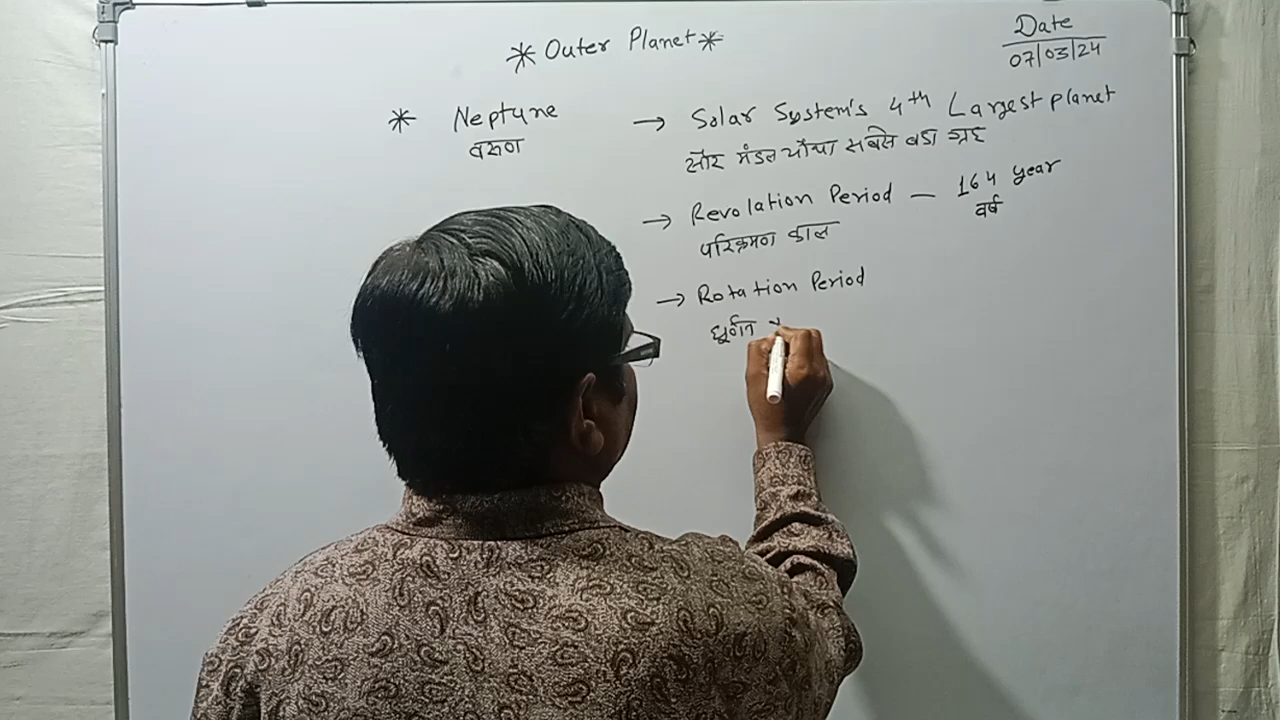 * Outer Planet *
Date
07/03/24
* Neptune
वरुण
→ Solar System's 4th Largest planet
सौर मंडल चौथा सबसे बडा ग्रह
→ Revolation Period — 164 year
परिक्रमण काल
वर्ष
→ Rotation Period
घूर्णन